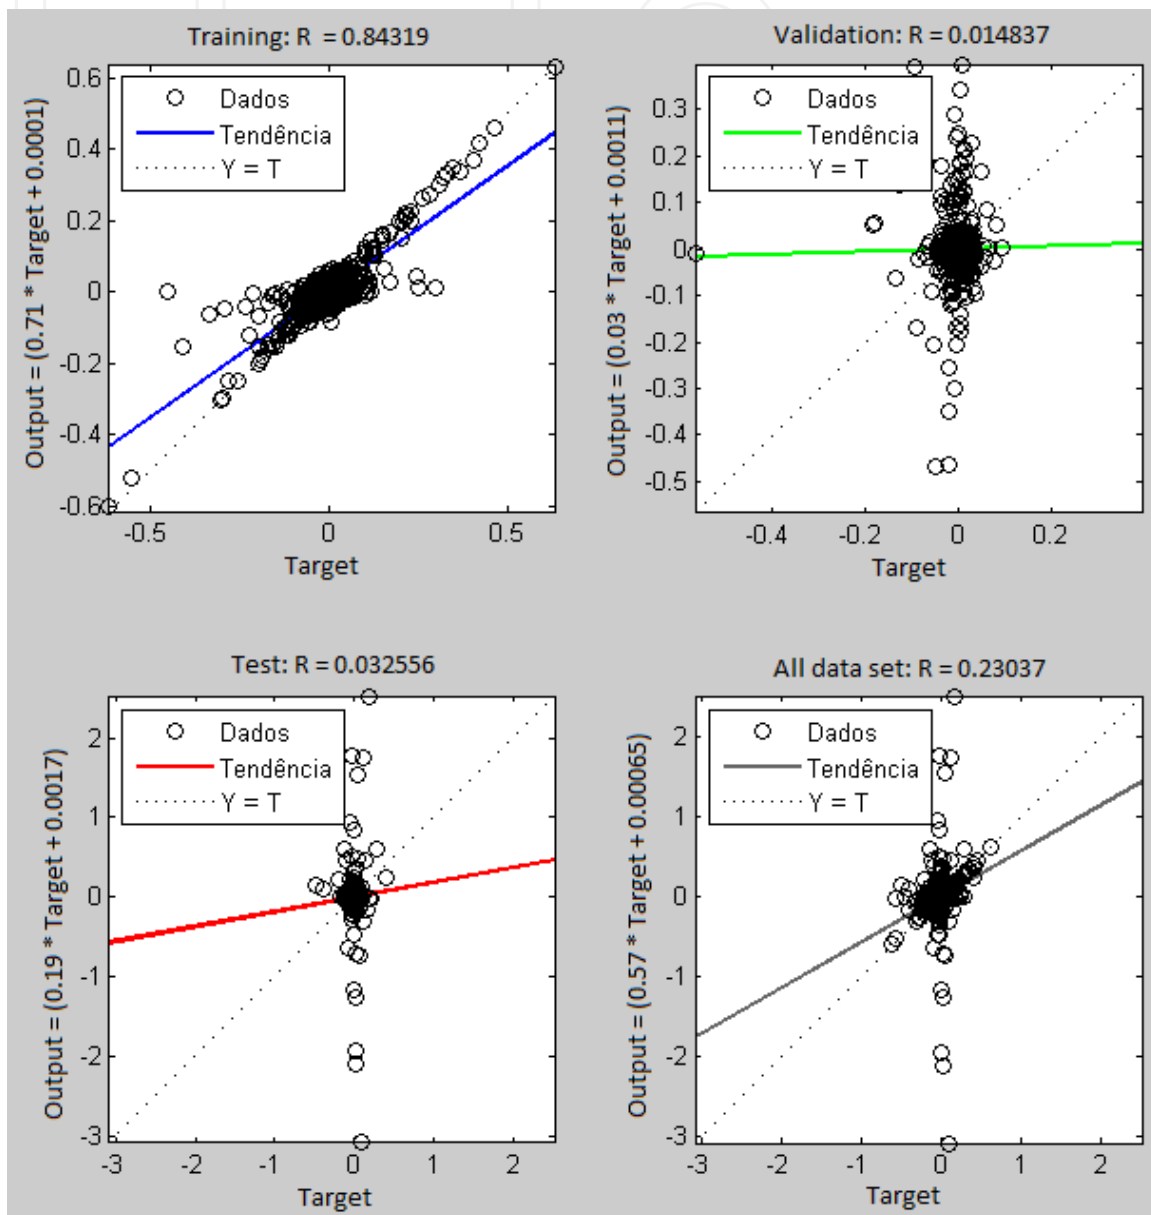 Training: R = 0.84319
Output = (0.71 * Target + 0.0001)
0.6
0.4
0.2
0
-0.2
-0.4
-0.6
Dados
Tendência
Y = T
-0.5
0
0.5
Target
Validation: R = 0.014837
Output = (0.03 * Target + 0.0011)
0.3
0.2
0.1
0
-0.1
-0.2
-0.3
-0.4
-0.5
Dados
Tendência
Y = T
-0.4
-0.2
0
0.2
Target
Test: R = 0.032556
Output = (0.19 * Target + 0.0017)
2
1
0
-1
-2
-3
Dados
Tendência
Y = T
-3
-2
-1
0
1
2
Target
All data set: R = 0.23037
Output = (0.57 * Target + 0.00065)
2
1
0
-1
-2
-3
Dados
Tendência
Y = T
-3
-2
-1
0
1
2
Target